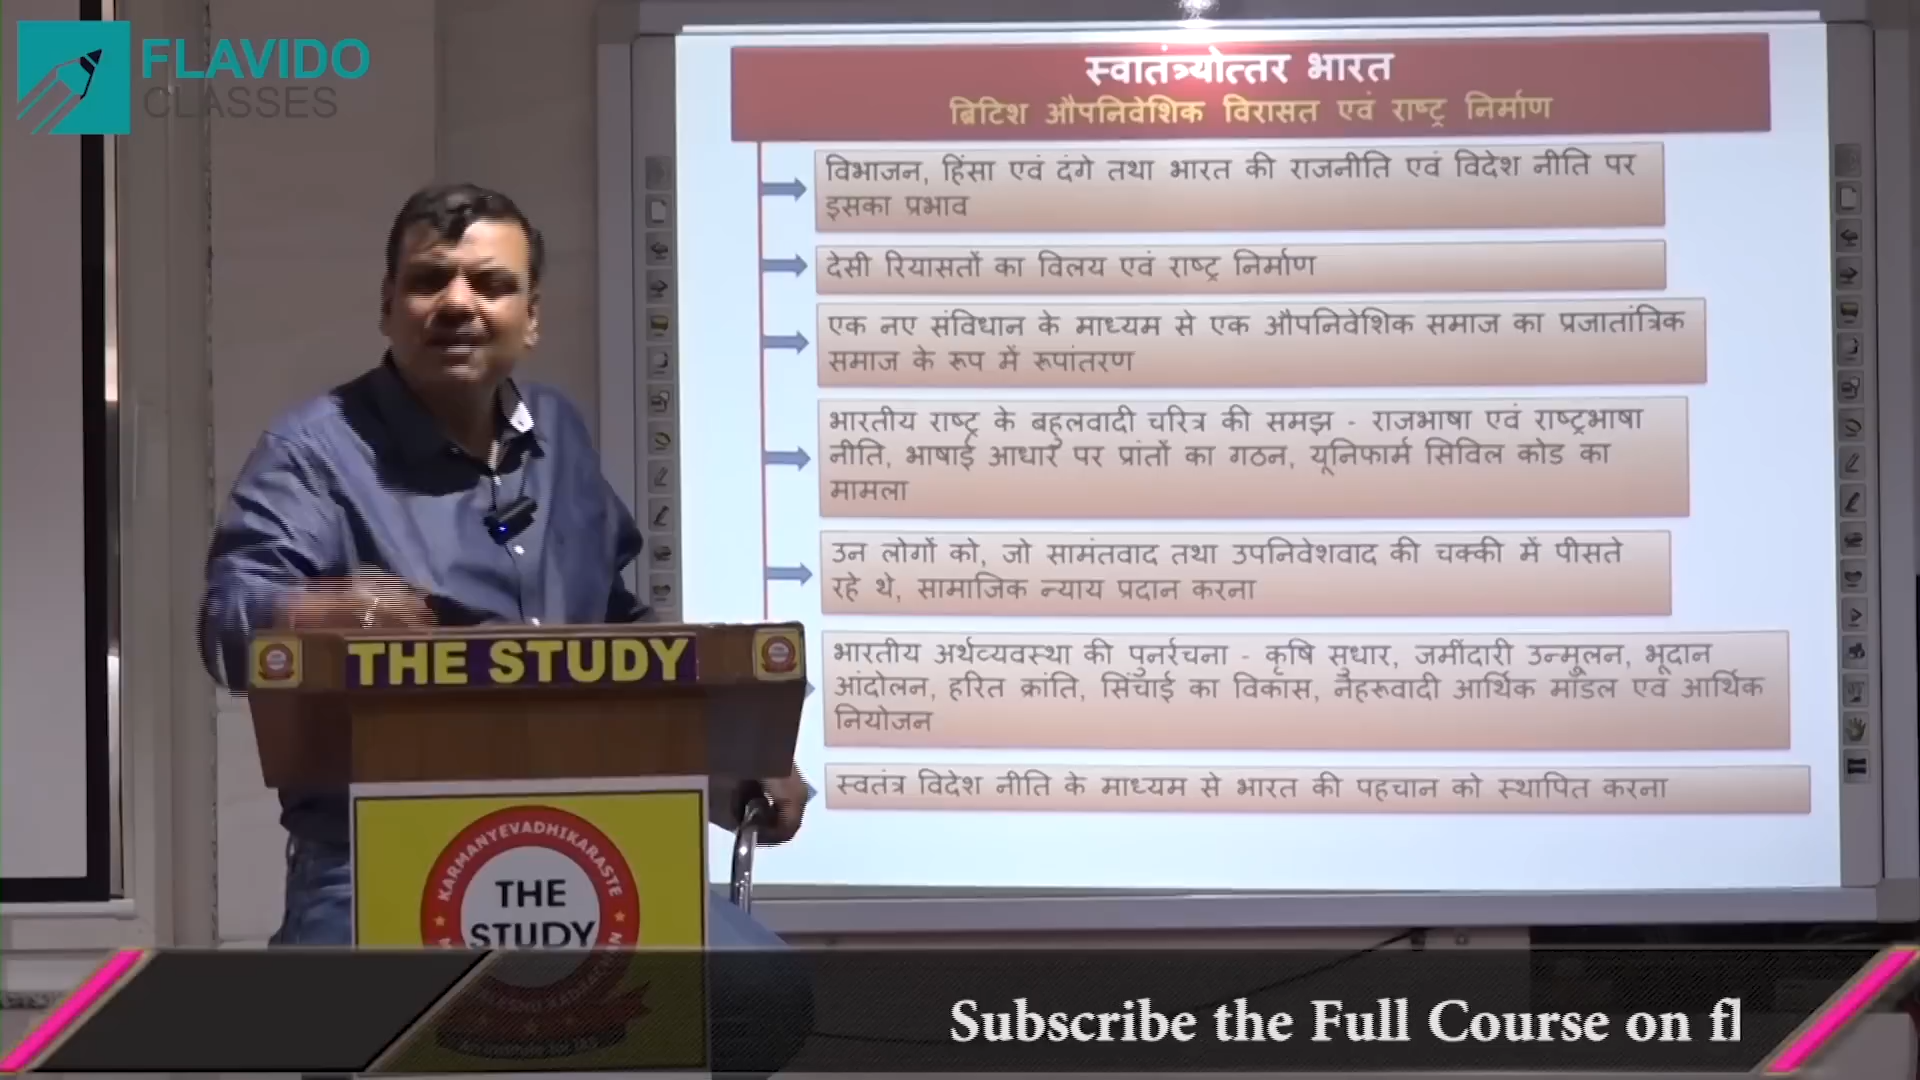 FLAVIDO
CLASSES
स्वातंत्र्योत्तर भारत
ब्रिटिश औपनिवेशिक विरासत एवं राष्ट्र निर्माण
विभाजन, हिंसा एवं दंगे तथा भारत की राजनीति एवं विदेश नीति पर
इसका प्रभाव
देसी रियासतों का विलय एवं राष्ट्र निर्माण
एक नए संविधान के माध्यम से एक औपनिवेशिक समाज का प्रजातांत्रिक
समाज के रूप में रूपांतरण
भारतीय राष्ट्र के बहुलवादी चरित्र की समझ - राजभाषा एवं राष्ट्रभाषा
नीति, भाषाई आधार पर प्रांतों का गठन, यूनिफार्म सिविल कोड का
मामला
उन लोगों को, जो सामंतवाद तथा उपनिवेशवाद की चक्की में पीसते
रहे थे, सामाजिक न्याय प्रदान करना
भारतीय अर्थव्यवस्था की पुनर्रचना - कृषि सुधार, जमींदारी उन्मूलन, भूदान
आंदोलन, हरित क्रांति, सिंचाई का विकास, नेहरूवादी आर्थिक मॉडल एवं आर्थिक
नियोजन
स्वतंत्र विदेश नीति के माध्यम से भारत की पहचान को स्थापित करना
THE STUDY
KARMANYEVADHIKARASTE
THE
STUDY
Subscribe the Full Course on fl